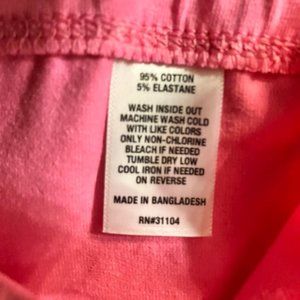 95% COTTON
5% ELASTANE
WASH INSIDE OUT
MACHINE WASH COLD
WITH LIKE COLORS
ONLY NON-CHLORINE
BLEACH IF NEEDED
TUMBLE DRY LOW
COOL IRON IF NEEDED
ON REVERSE
MADE IN BANGLADESH
RN#31104